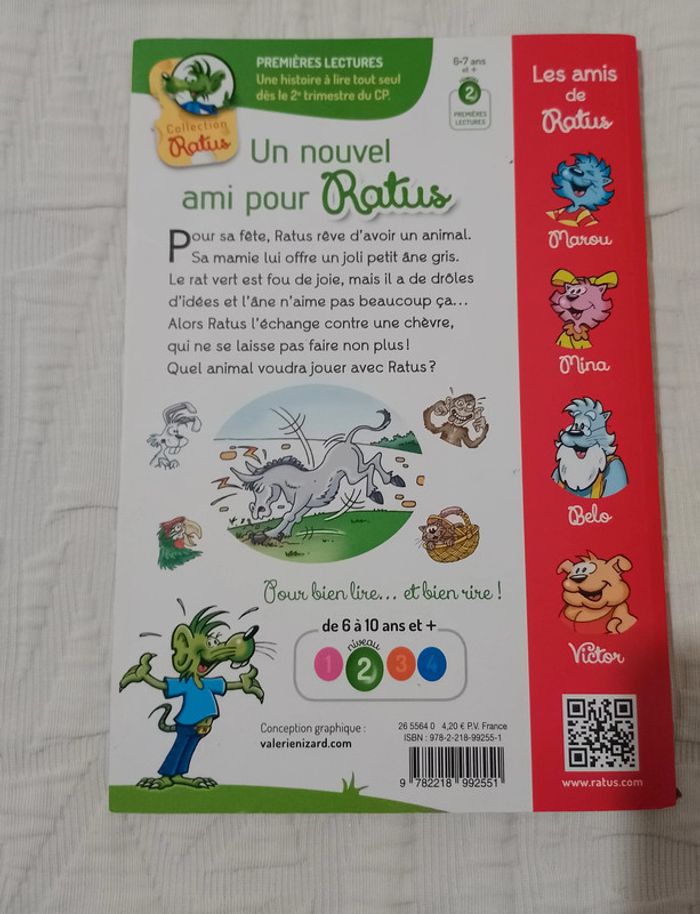 PREMIÈRES LECTURES
Une histoire à lire tout seul
dès le 2e trimestre du CP.
6-7 ans
et +
niveau
2
PREMIÈRES
LECTURES
Collection
Ratus
Un nouvel
ami pour Ratus
Pour sa fête, Ratus rêve d'avoir un animal.
Sa mamie lui offre un joli petit âne gris.
Le rat vert est fou de joie, mais il a de drôles
d'idées et l'âne n'aime pas beaucoup ça...
Alors Ratus l'échange contre une chèvre,
qui ne se laisse pas faire non plus !
Quel animal voudra jouer avec Ratus ?
Pour bien lire... et bien rire !
de 6 à 10 ans et +
niveau
1 2 3 4
Conception graphique :
valerienizard.com
26 5564 0 4,20 € P.V. France
ISBN : 978-2-218-99255-1
9 782218 992551
Les amis
de
Ratus
Marou
Mina
Belo
Victor
www.ratus.com